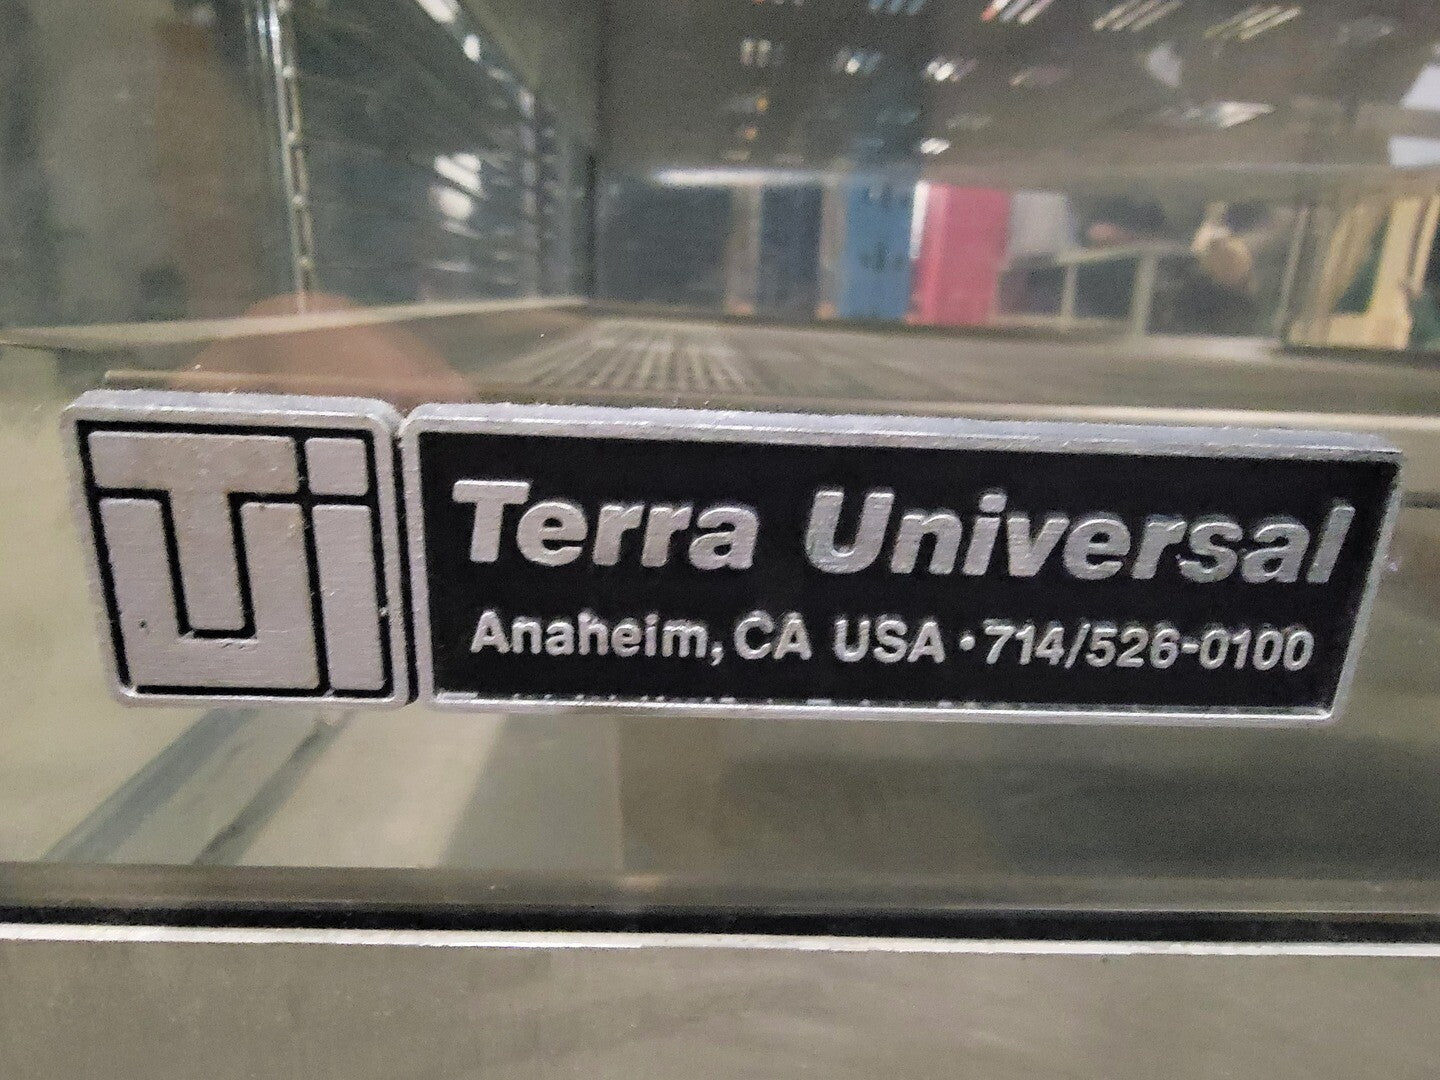 TUi
Terra Universal
Anaheim, CA USA · 714/526-0100